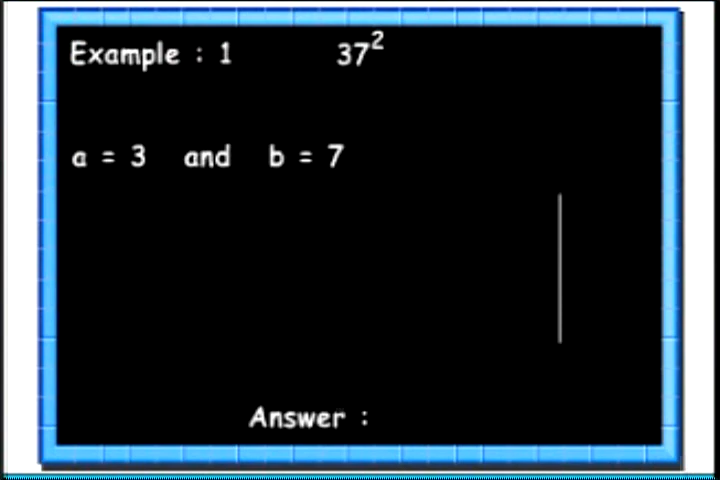 Example : 1 37²
a = 3 and b = 7
Answer :